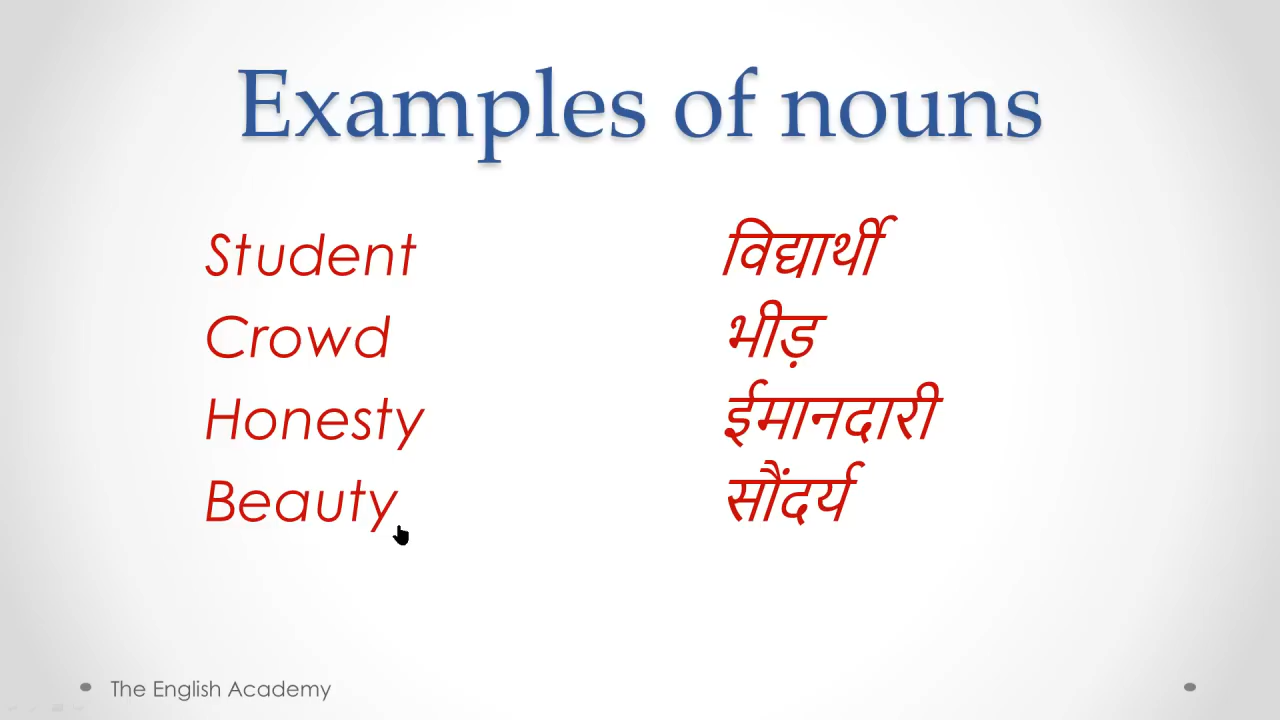 Examples of nouns
Student विद्यार्थी
Crowd भीड़
Honesty ईमानदारी
Beauty सौंदर्य
The English Academy